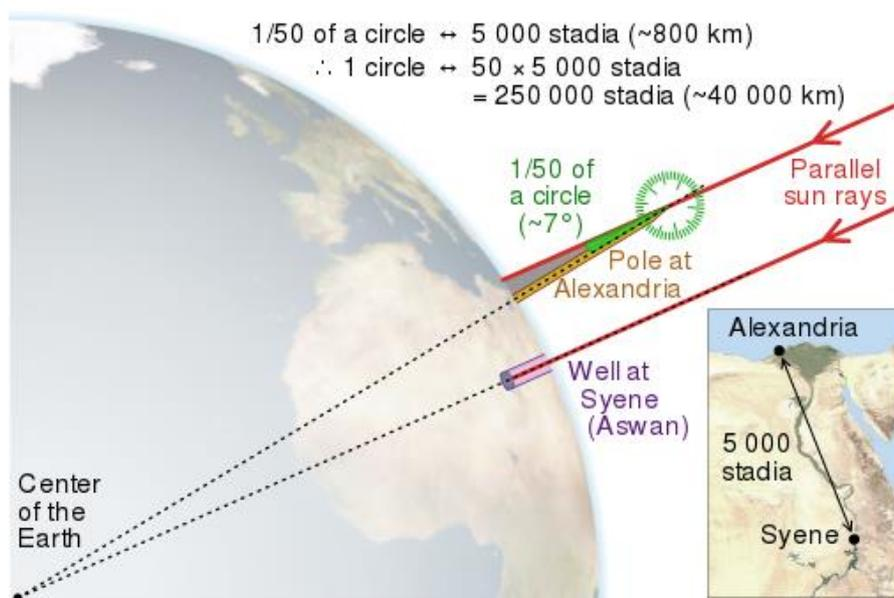 1/50 of a circle ↔ 5 000 stadia (~800 km)
∴ 1 circle ↔ 50 × 5 000 stadia
= 250 000 stadia (~40 000 km)
1/50 of
a circle
(~7°)
Parallel
sun rays
Pole at
Alexandria
Well at
Syene
(Aswan)
Center
of the
Earth
Alexandria
5 000
stadia
Syene